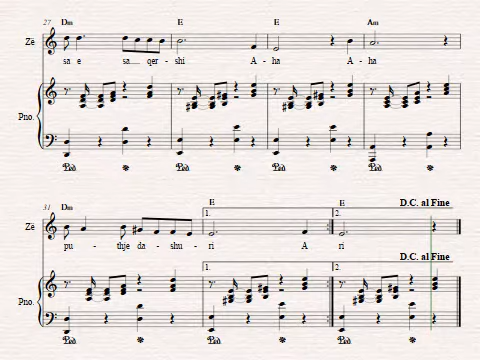 27 Dm E E Am
Zë
sa e sa qer - shi A - ha A - ha
Pno.
Ped. Ped. Ped. Ped.
31 Dm E E D.C. al Fine
1. 2.
Zë
pu - thje da - shu - ri A ri
D.C. al Fine
1. 2.
Pno.
Ped. Ped. Ped.